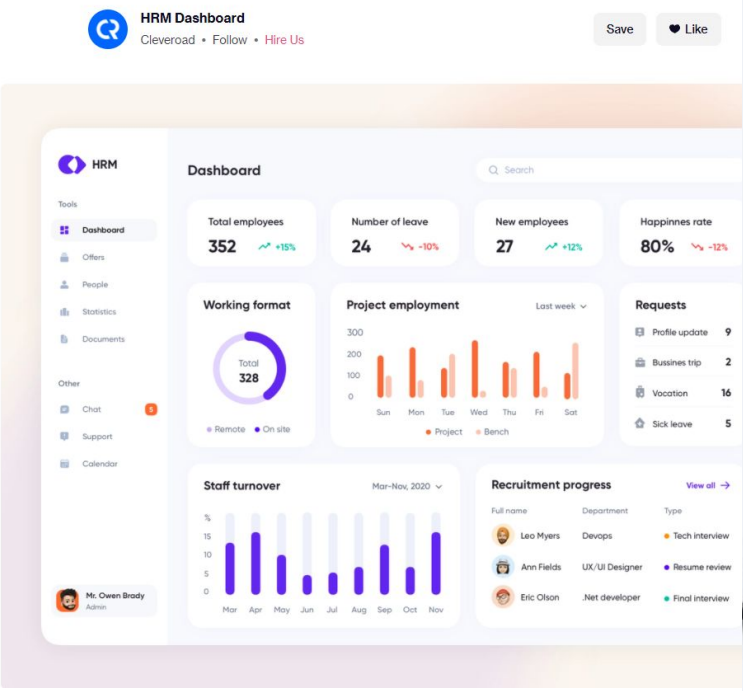 HRM Dashboard
Cleveroad • Follow • Hire Us
Save
Like
HRM
Tools
Dashboard
Offers
People
Statistics
Documents
Other
Chat 5
Support
Calendar
Mr. Owen Brady
Admin
Dashboard
Search
Total employees
352 +15%
Number of leave
24 -10%
New employees
27 +12%
Happinnes rate
80% -12%
Working format
Total
328
Remote On site
Project employment
Last week
300
200
100
0
Sun Mon Tue Wed Thu Fri Sat
Project Bench
Requests
Profile update 9
Bussines trip 2
Vocation 16
Sick leave 5
Staff turnover
Mar-Nov, 2020
%
15
10
5
0
Mar Apr May Jun Jul Aug Sep Oct Nov
Recruitment progress
View all
Full name Department Type
Leo Myers Devops Tech interview
Ann Fields UX/UI Designer Resume review
Eric Olson .Net developer Final interview